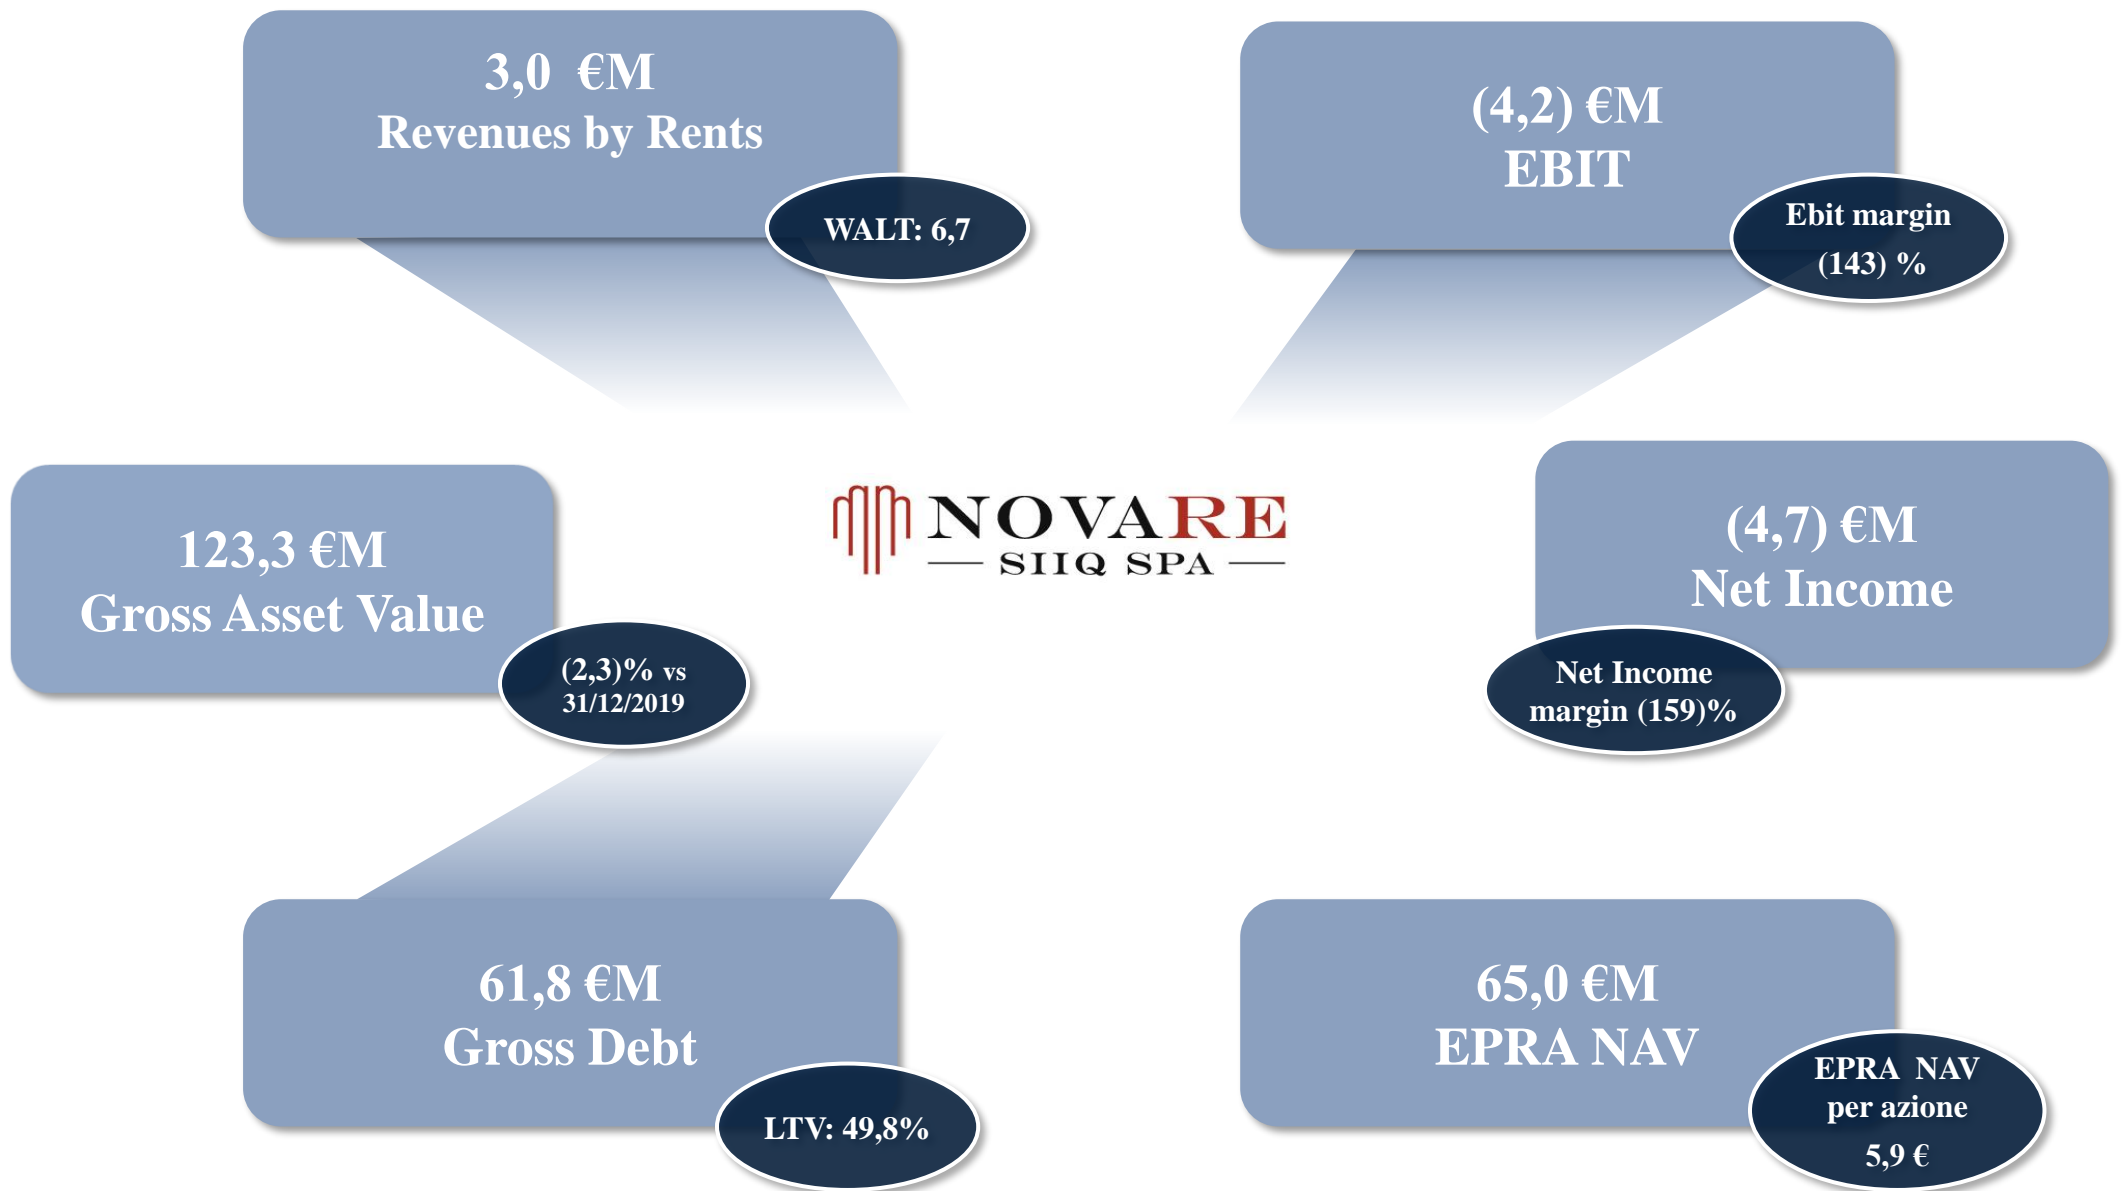 3,0 €M
Revenues by Rents
WALT: 6,7
(4,2) €M
EBIT
Ebit margin
(143) %
123,3 €M
Gross Asset Value
(2,3)% vs
31/12/2019
NOVARE
SIIQ SPA
(4,7) €M
Net Income
Net Income
margin (159)%
61,8 €M
Gross Debt
LTV: 49,8%
65,0 €M
EPRA NAV
EPRA NAV
per azione
5,9 €